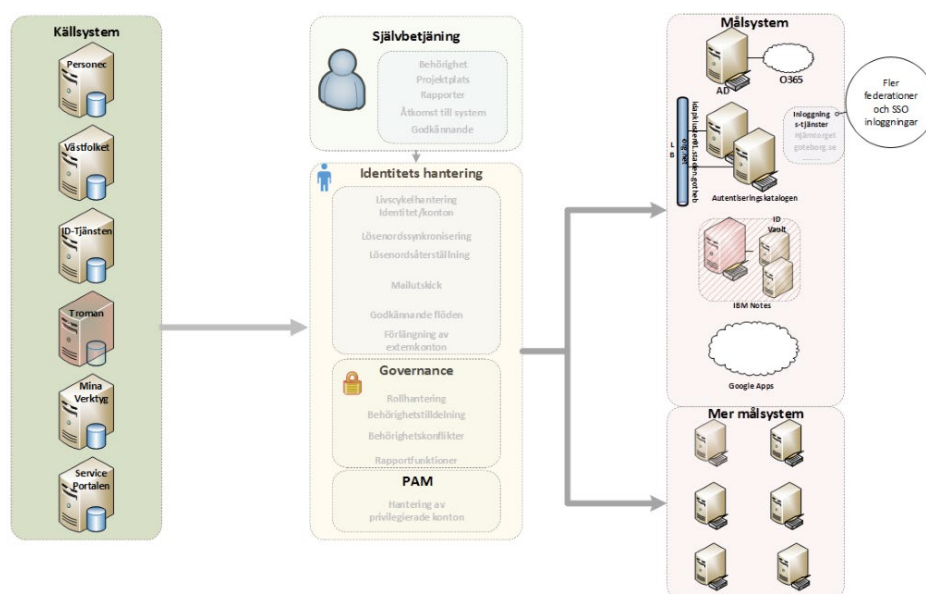 Källsystem
Personec
Västfolket
ID-Tjänsten
Troman
Mina
Verktyg
Service
Portalen
Självbetjäning
Behörighet
Projektplats
Rapporter
Åtkomst till system
Godkännande
Identitets hantering
Livscykelhantering
Identitet/konton
Lösenordssynkronisering
Lösenordsåterställning
Mailutskick
Godkännande flöden
Förlängning av
externkonton
Governance
Rollhantering
Behörighetstilldelning
Behörighetskonflikter
Rapportfunktioner
PAM
Hantering av
privilegierade konton
Målsystem
AD
O365
Fler
federationer
och SSO
inloggningar
L
B
Inloggning
s-tjänster
Hjärntorget
goteborg.se
Autentiseringskatalogen
ID
Vault
IBM Notes
Google Apps
Mer målsystem